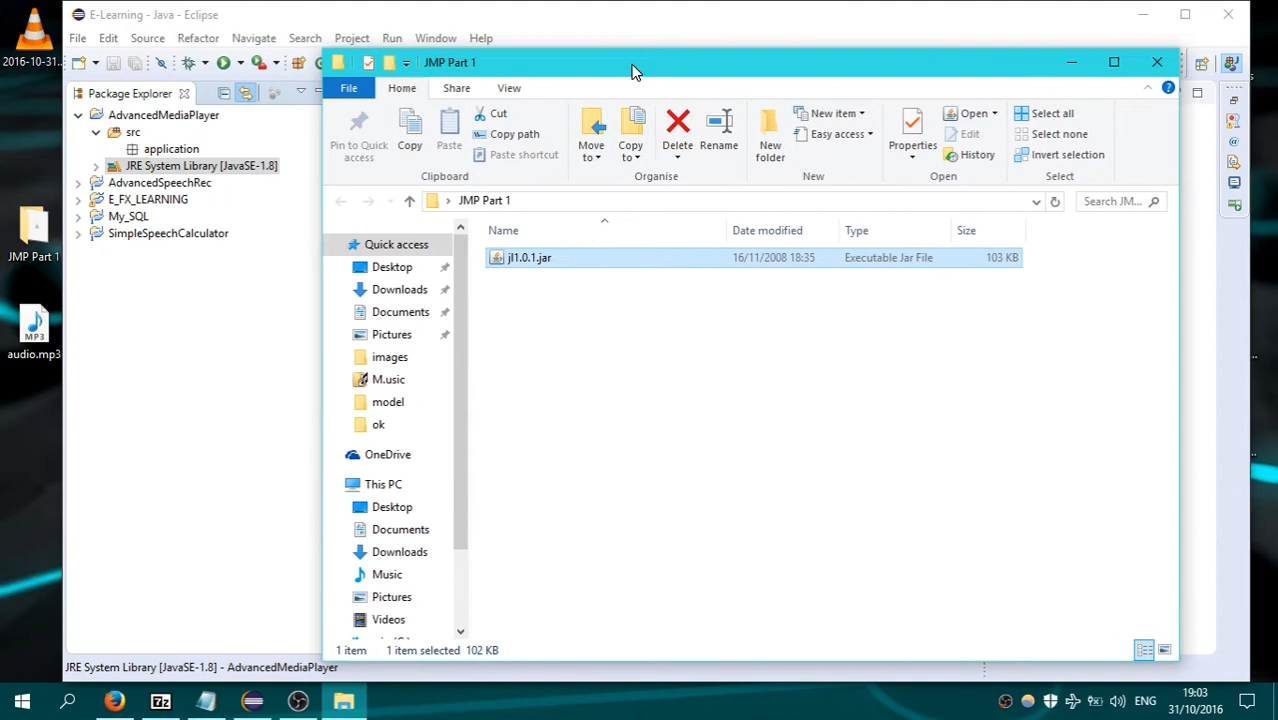 2016-10-31...
JMP Part 1
MP3
audio.mp3
E-Learning - Java - Eclipse
File Edit Source Refactor Navigate Search Project Run Window Help
Package Explorer
AdvancedMediaPlayer
src
application
JRE System Library [JavaSE-1.8]
AdvancedSpeechRec
E_FX_LEARNING
My_SQL
SimpleSpeechCalculator
JRE System Library [JavaSE-1.8] - AdvancedMediaPlayer
JMP Part 1
File Home Share View
Pin to Quick access
Copy
Paste
Cut
Copy path
Paste shortcut
Clipboard
Move to
Copy to
Delete
Rename
Organise
New folder
New item
Easy access
New
Properties
Open
Edit
History
Open
Select all
Select none
Invert selection
Select
JMP Part 1
Search JM...
Name Date modified Type Size
jl1.0.1.jar 16/11/2008 18:35 Executable Jar File 103 KB
Quick access
Desktop
Downloads
Documents
Pictures
images
M.usic
model
ok
OneDrive
This PC
Desktop
Documents
Downloads
Music
Pictures
Videos
1 item 1 item selected 102 KB
7z
ENG
19:03
31/10/2016